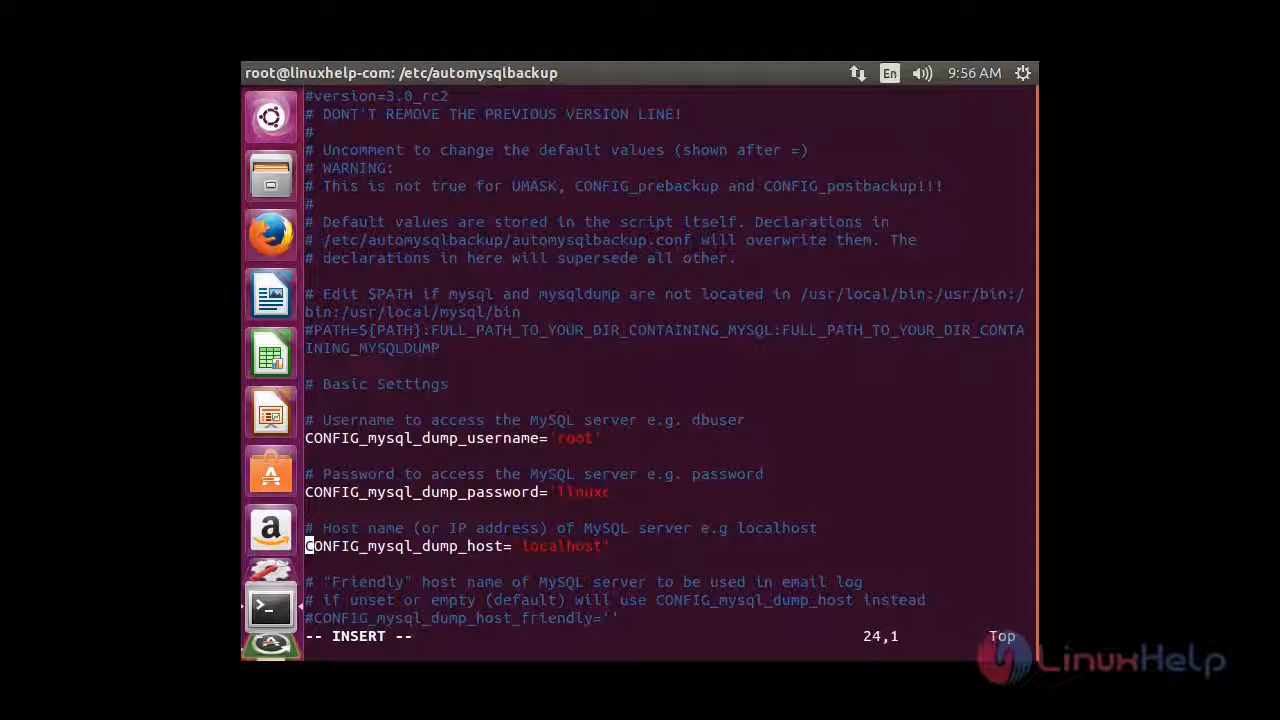 root@linuxhelp-com: /etc/automysqlbackup
En
9:56 AM
#version=3.0_rc2
# DONT'T REMOVE THE PREVIOUS VERSION LINE!
#
# Uncomment to change the default values (shown after =)
# WARNING:
# This is not true for UMASK, CONFIG_prebackup and CONFIG_postbackup!!!
#
# Default values are stored in the script itself. Declarations in
# /etc/automysqlbackup/automysqlbackup.conf will overwrite them. The
# declarations in here will supersede all other.
# Edit $PATH if mysql and mysqldump are not located in /usr/local/bin:/usr/bin:/
bin:/usr/local/mysql/bin
#PATH=${PATH}:FULL_PATH_TO_YOUR_DIR_CONTAINING_MYSQL:FULL_PATH_TO_YOUR_DIR_CONTA
INING_MYSQLDUMP
# Basic Settings
# Username to access the MySQL server e.g. dbuser
CONFIG_mysql_dump_username='root'
# Password to access the MySQL server e.g. password
CONFIG_mysql_dump_password='linuxc
# Host name (or IP address) of MySQL server e.g localhost
CONFIG_mysql_dump_host='localhost'
# "Friendly" host name of MySQL server to be used in email log
# if unset or empty (default) will use CONFIG_mysql_dump_host instead
#CONFIG_mysql_dump_host_friendly=''
-- INSERT --
24,1
Top
LinuxHelp